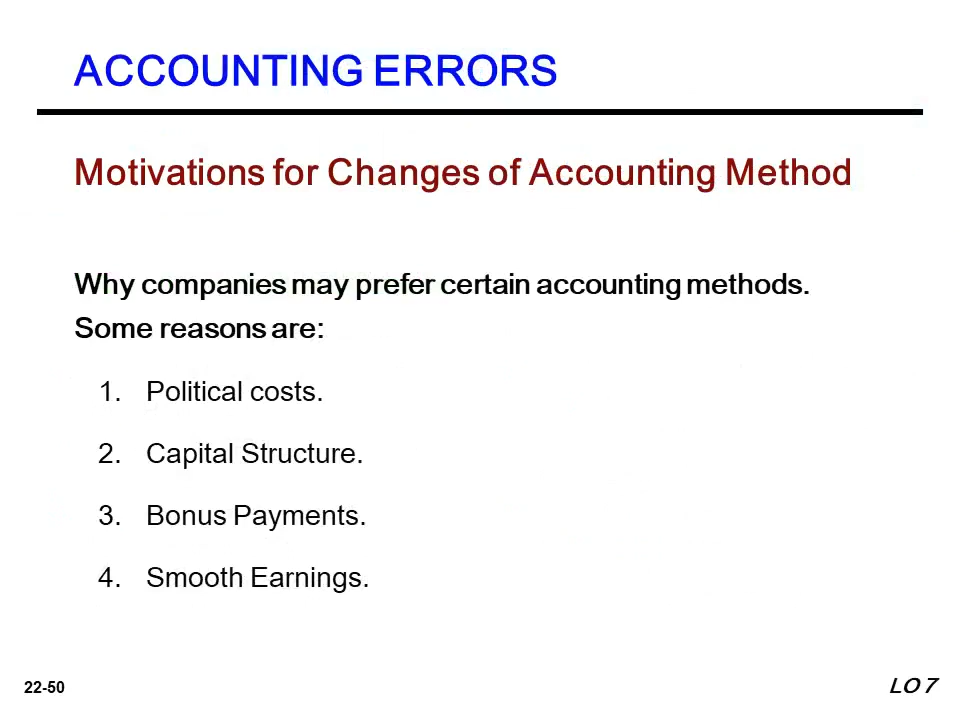 ACCOUNTING ERRORS
Motivations for Changes of Accounting Method
Why companies may prefer certain accounting methods.
Some reasons are:
1. Political costs.
2. Capital Structure.
3. Bonus Payments.
4. Smooth Earnings.
22-50
LO 7